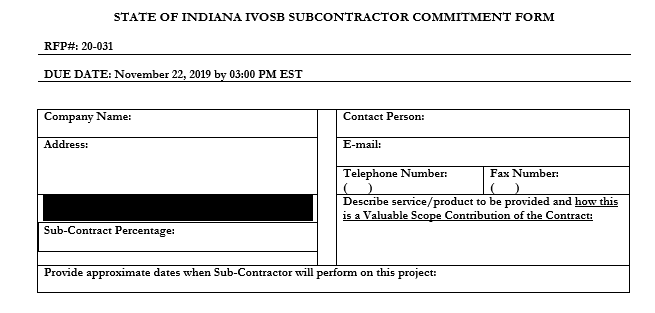 STATE OF INDIANA IVOSB SUBCONTRACTOR COMMITMENT FORM
RFP#: 20-031
DUE DATE: November 22, 2019 by 03:00 PM EST
Company Name:
Contact Person:
Address:
E-mail:
Telephone Number:
Fax Number:
( )
( )
Describe service/product to be provided and how this
is a Valuable Scope Contribution of the Contract:
Sub-Contract Percentage:
Provide approximate dates when Sub-Contractor will perform on this project: